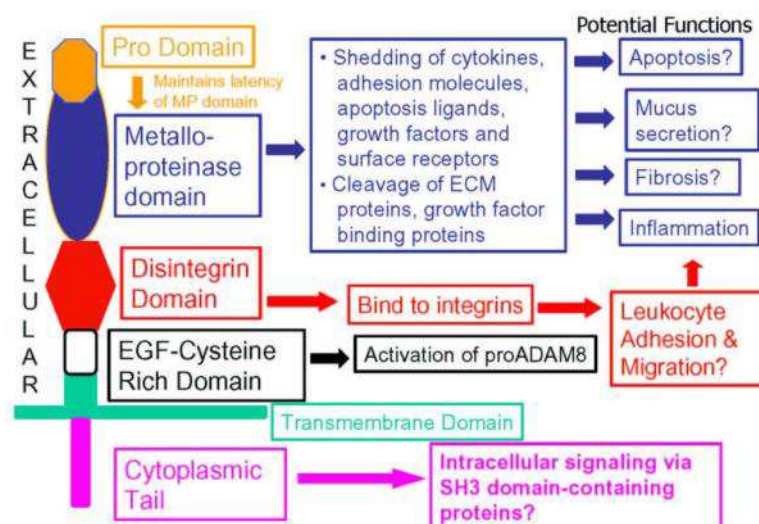 Potential Functions
EXTRACELLULAR
Pro Domain
Maintains latency
of MP domain
Metallo-
proteinase
domain
• Shedding of cytokines,
adhesion molecules,
apoptosis ligands,
growth factors and
surface receptors
• Cleavage of ECM
proteins, growth factor
binding proteins
Apoptosis?
Mucus
secretion?
Fibrosis?
Inflammation
Disintegrin
Domain
Bind to integrins
Leukocyte
Adhesion &
Migration?
EGF-Cysteine
Rich Domain
Activation of proADAM8
Transmembrane Domain
Cytoplasmic
Tail
Intracellular signaling via
SH3 domain-containing
proteins?